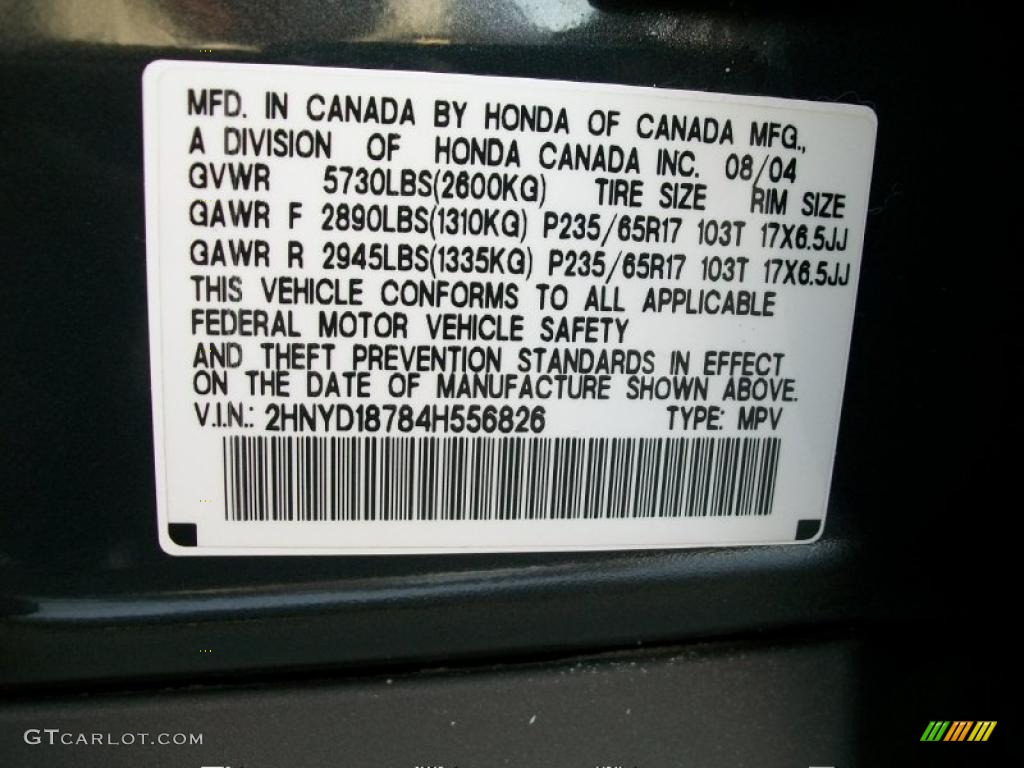 MFD. IN CANADA BY HONDA OF CANADA MFG.,
A DIVISION OF HONDA CANADA INC. 08/04
GVWR 5730LBS(2600KG) TIRE SIZE RIM SIZE
GAWR F 2890LBS(1310KG) P235/65R17 103T 17X6.5JJ
GAWR R 2945LBS(1335KG) P235/65R17 103T 17X6.5JJ
THIS VEHICLE CONFORMS TO ALL APPLICABLE
FEDERAL MOTOR VEHICLE SAFETY
AND THEFT PREVENTION STANDARDS IN EFFECT
ON THE DATE OF MANUFACTURE SHOWN ABOVE.
V.I.N.: 2HNYD18784H556826 TYPE: MPV
GTCARLOT.COM